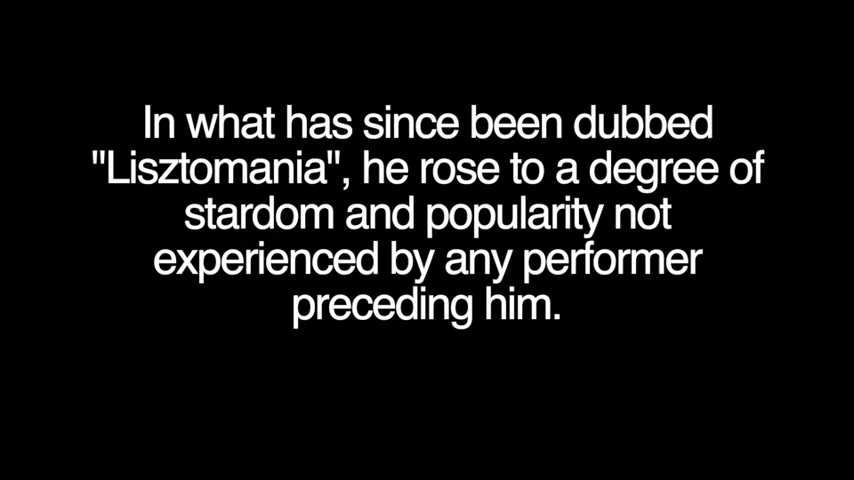 In what has since been dubbed
"Lisztomania", he rose to a degree of
stardom and popularity not
experienced by any performer
preceding him.